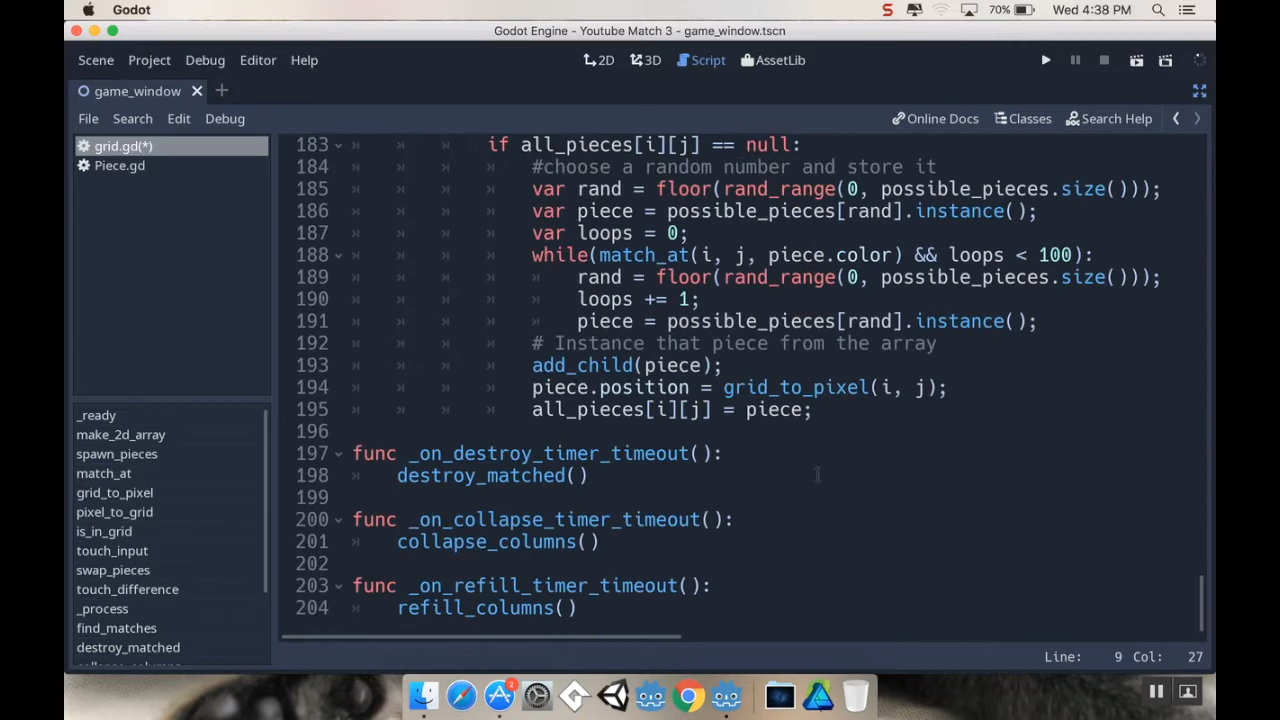 Godot
70%
Wed 4:38 PM
Godot Engine - Youtube Match 3 - game_window.tscn
Scene Project Debug Editor Help
2D 3D Script AssetLib
game_window
File Search Edit Debug
Online Docs Classes Search Help
grid.gd(*)
Piece.gd
_ready
make_2d_array
spawn_pieces
match_at
grid_to_pixel
pixel_to_grid
is_in_grid
touch_input
swap_pieces
touch_difference
_process
find_matches
destroy_matched
183 if all_pieces[i][j] == null:
184 #choose a random number and store it
185 var rand = floor(rand_range(0, possible_pieces.size()));
186 var piece = possible_pieces[rand].instance();
187 var loops = 0;
188 while(match_at(i, j, piece.color) && loops < 100):
189 rand = floor(rand_range(0, possible_pieces.size()));
190 loops += 1;
191 piece = possible_pieces[rand].instance();
192 # Instance that piece from the array
193 add_child(piece);
194 piece.position = grid_to_pixel(i, j);
195 all_pieces[i][j] = piece;
196
197 func _on_destroy_timer_timeout():
198 destroy_matched()
199
200 func _on_collapse_timer_timeout():
201 collapse_columns()
202
203 func _on_refill_timer_timeout():
204 refill_columns()
Line: 9 Col: 27
2